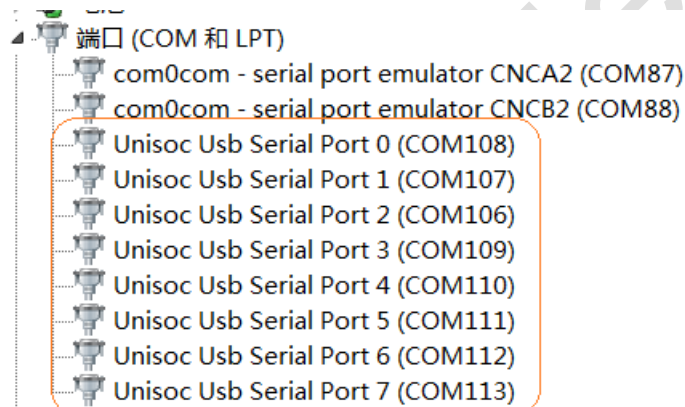 端口 (COM 和 LPT)
com0com - serial port emulator CNCA2 (COM87)
com0com - serial port emulator CNCB2 (COM88)
Unisoc Usb Serial Port 0 (COM108)
Unisoc Usb Serial Port 1 (COM107)
Unisoc Usb Serial Port 2 (COM106)
Unisoc Usb Serial Port 3 (COM109)
Unisoc Usb Serial Port 4 (COM110)
Unisoc Usb Serial Port 5 (COM111)
Unisoc Usb Serial Port 6 (COM112)
Unisoc Usb Serial Port 7 (COM113)